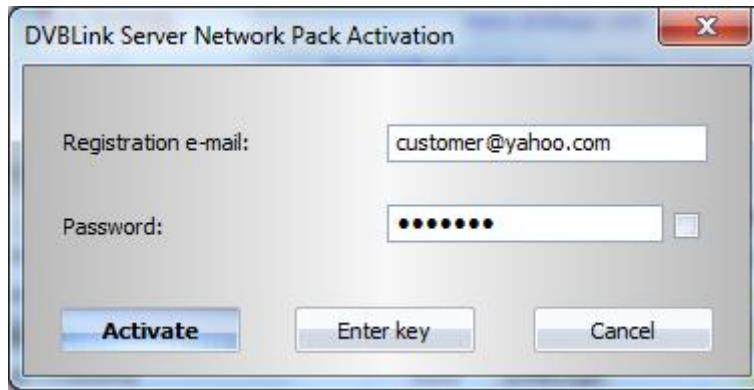 DVBLink Server Network Pack Activation
Registration e-mail: customer@yahoo.com
Password: •••••••
Activate Enter key Cancel